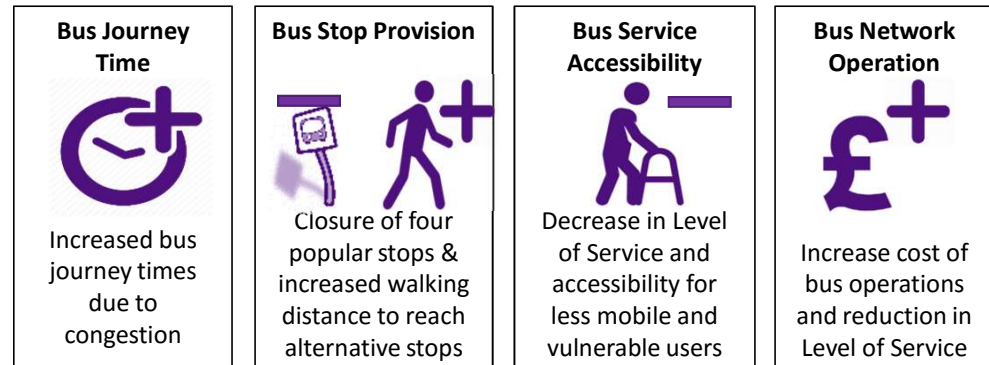 Bus Journey
Time
Increased bus
journey times
due to
congestion
Bus Stop Provision
Closure of four
popular stops &
increased walking
distance to reach
alternative stops
Bus Service
Accessibility
Decrease in Level
of Service and
accessibility for
less mobile and
vulnerable users
Bus Network
Operation
£
Increase cost of
bus operations
and reduction in
Level of Service